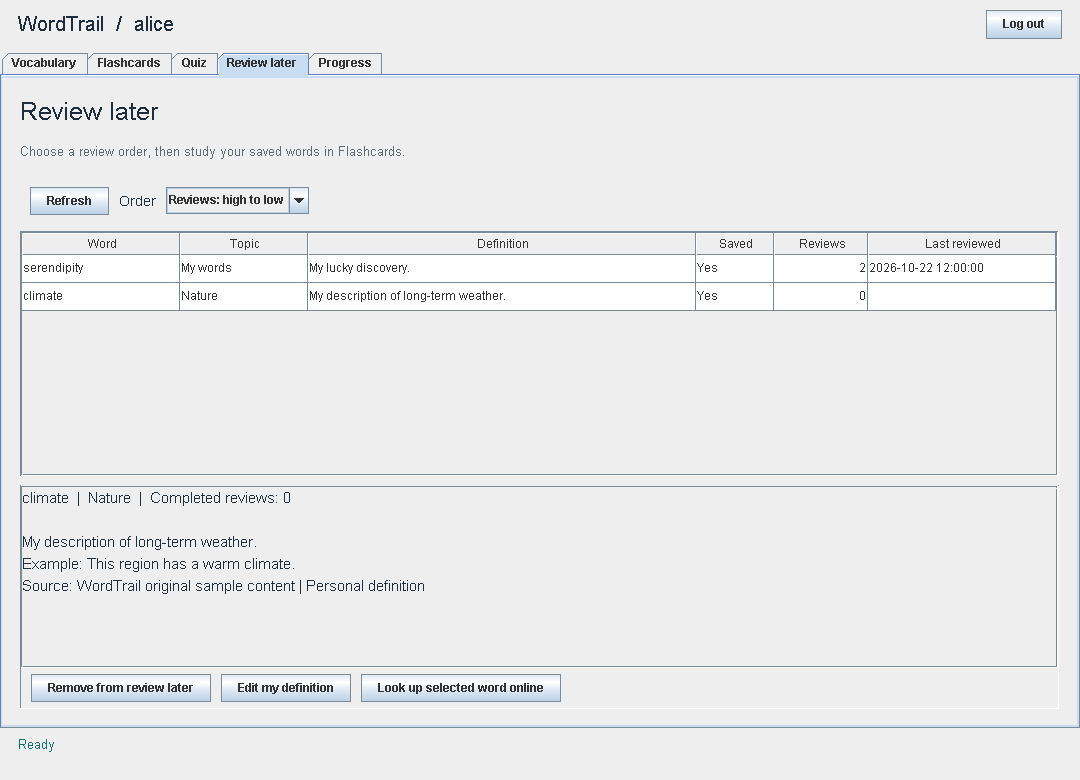 WordTrail / alice
Log out
Vocabulary Flashcards Quiz Review later Progress
Review later
Choose a review order, then study your saved words in Flashcards.
Refresh Order Reviews: high to low
Word Topic Definition Saved Reviews Last reviewed
serendipity My words My lucky discovery. Yes 2 2026-10-22 12:00:00
climate Nature My description of long-term weather. Yes 0
climate | Nature | Completed reviews: 0
My description of long-term weather.
Example: This region has a warm climate.
Source: WordTrail original sample content | Personal definition
Remove from review later Edit my definition Look up selected word online
Ready